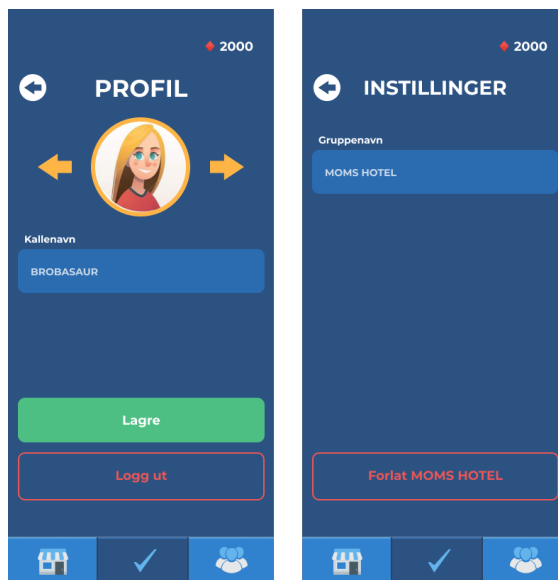 2000
PROFIL
Kallenavn
BROBASAUR
Lagre
Logg ut
2000
INSTILLINGER
Gruppenavn
MOMS HOTEL
Forlat MOMS HOTEL